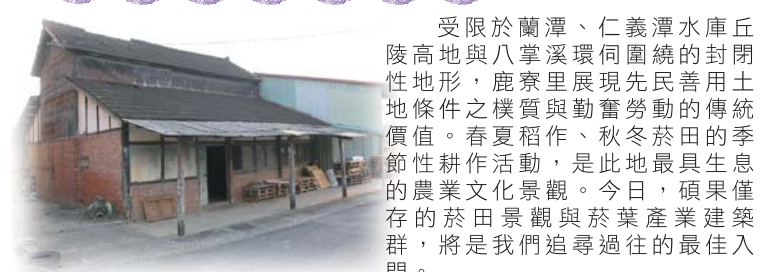 受限於蘭潭、仁義潭水庫丘
陵高地與八掌溪環伺圍繞的封閉
性地形，鹿寮里展現先民善用土
地條件之樸質與勤奮勞動的傳統
價值。春夏稻作、秋冬菸田的季
節性耕作活動，是此地最具生息
的農業文化景觀。今日，碩果僅
存的菸田景觀與菸葉產業建築
群，將是我們追尋過往的最佳入
門。